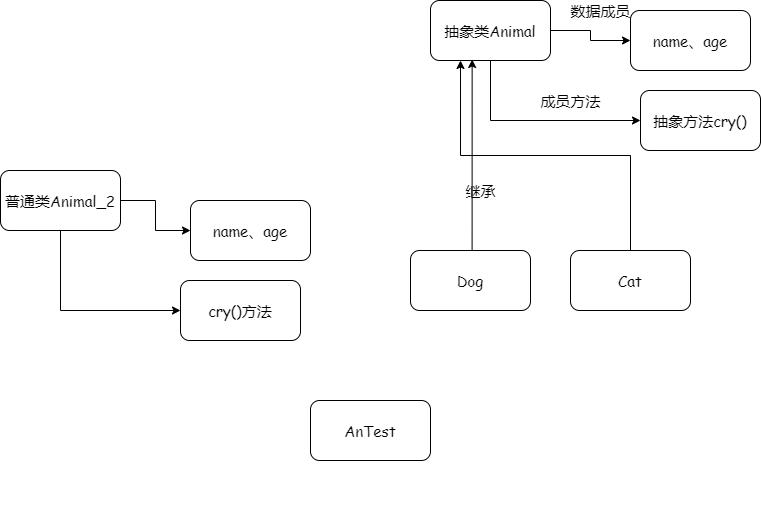 数据成员
抽象类Animal
name、age
成员方法
抽象方法cry()
普通类Animal_2
继承
name、age
Dog
Cat
cry()方法
AnTest